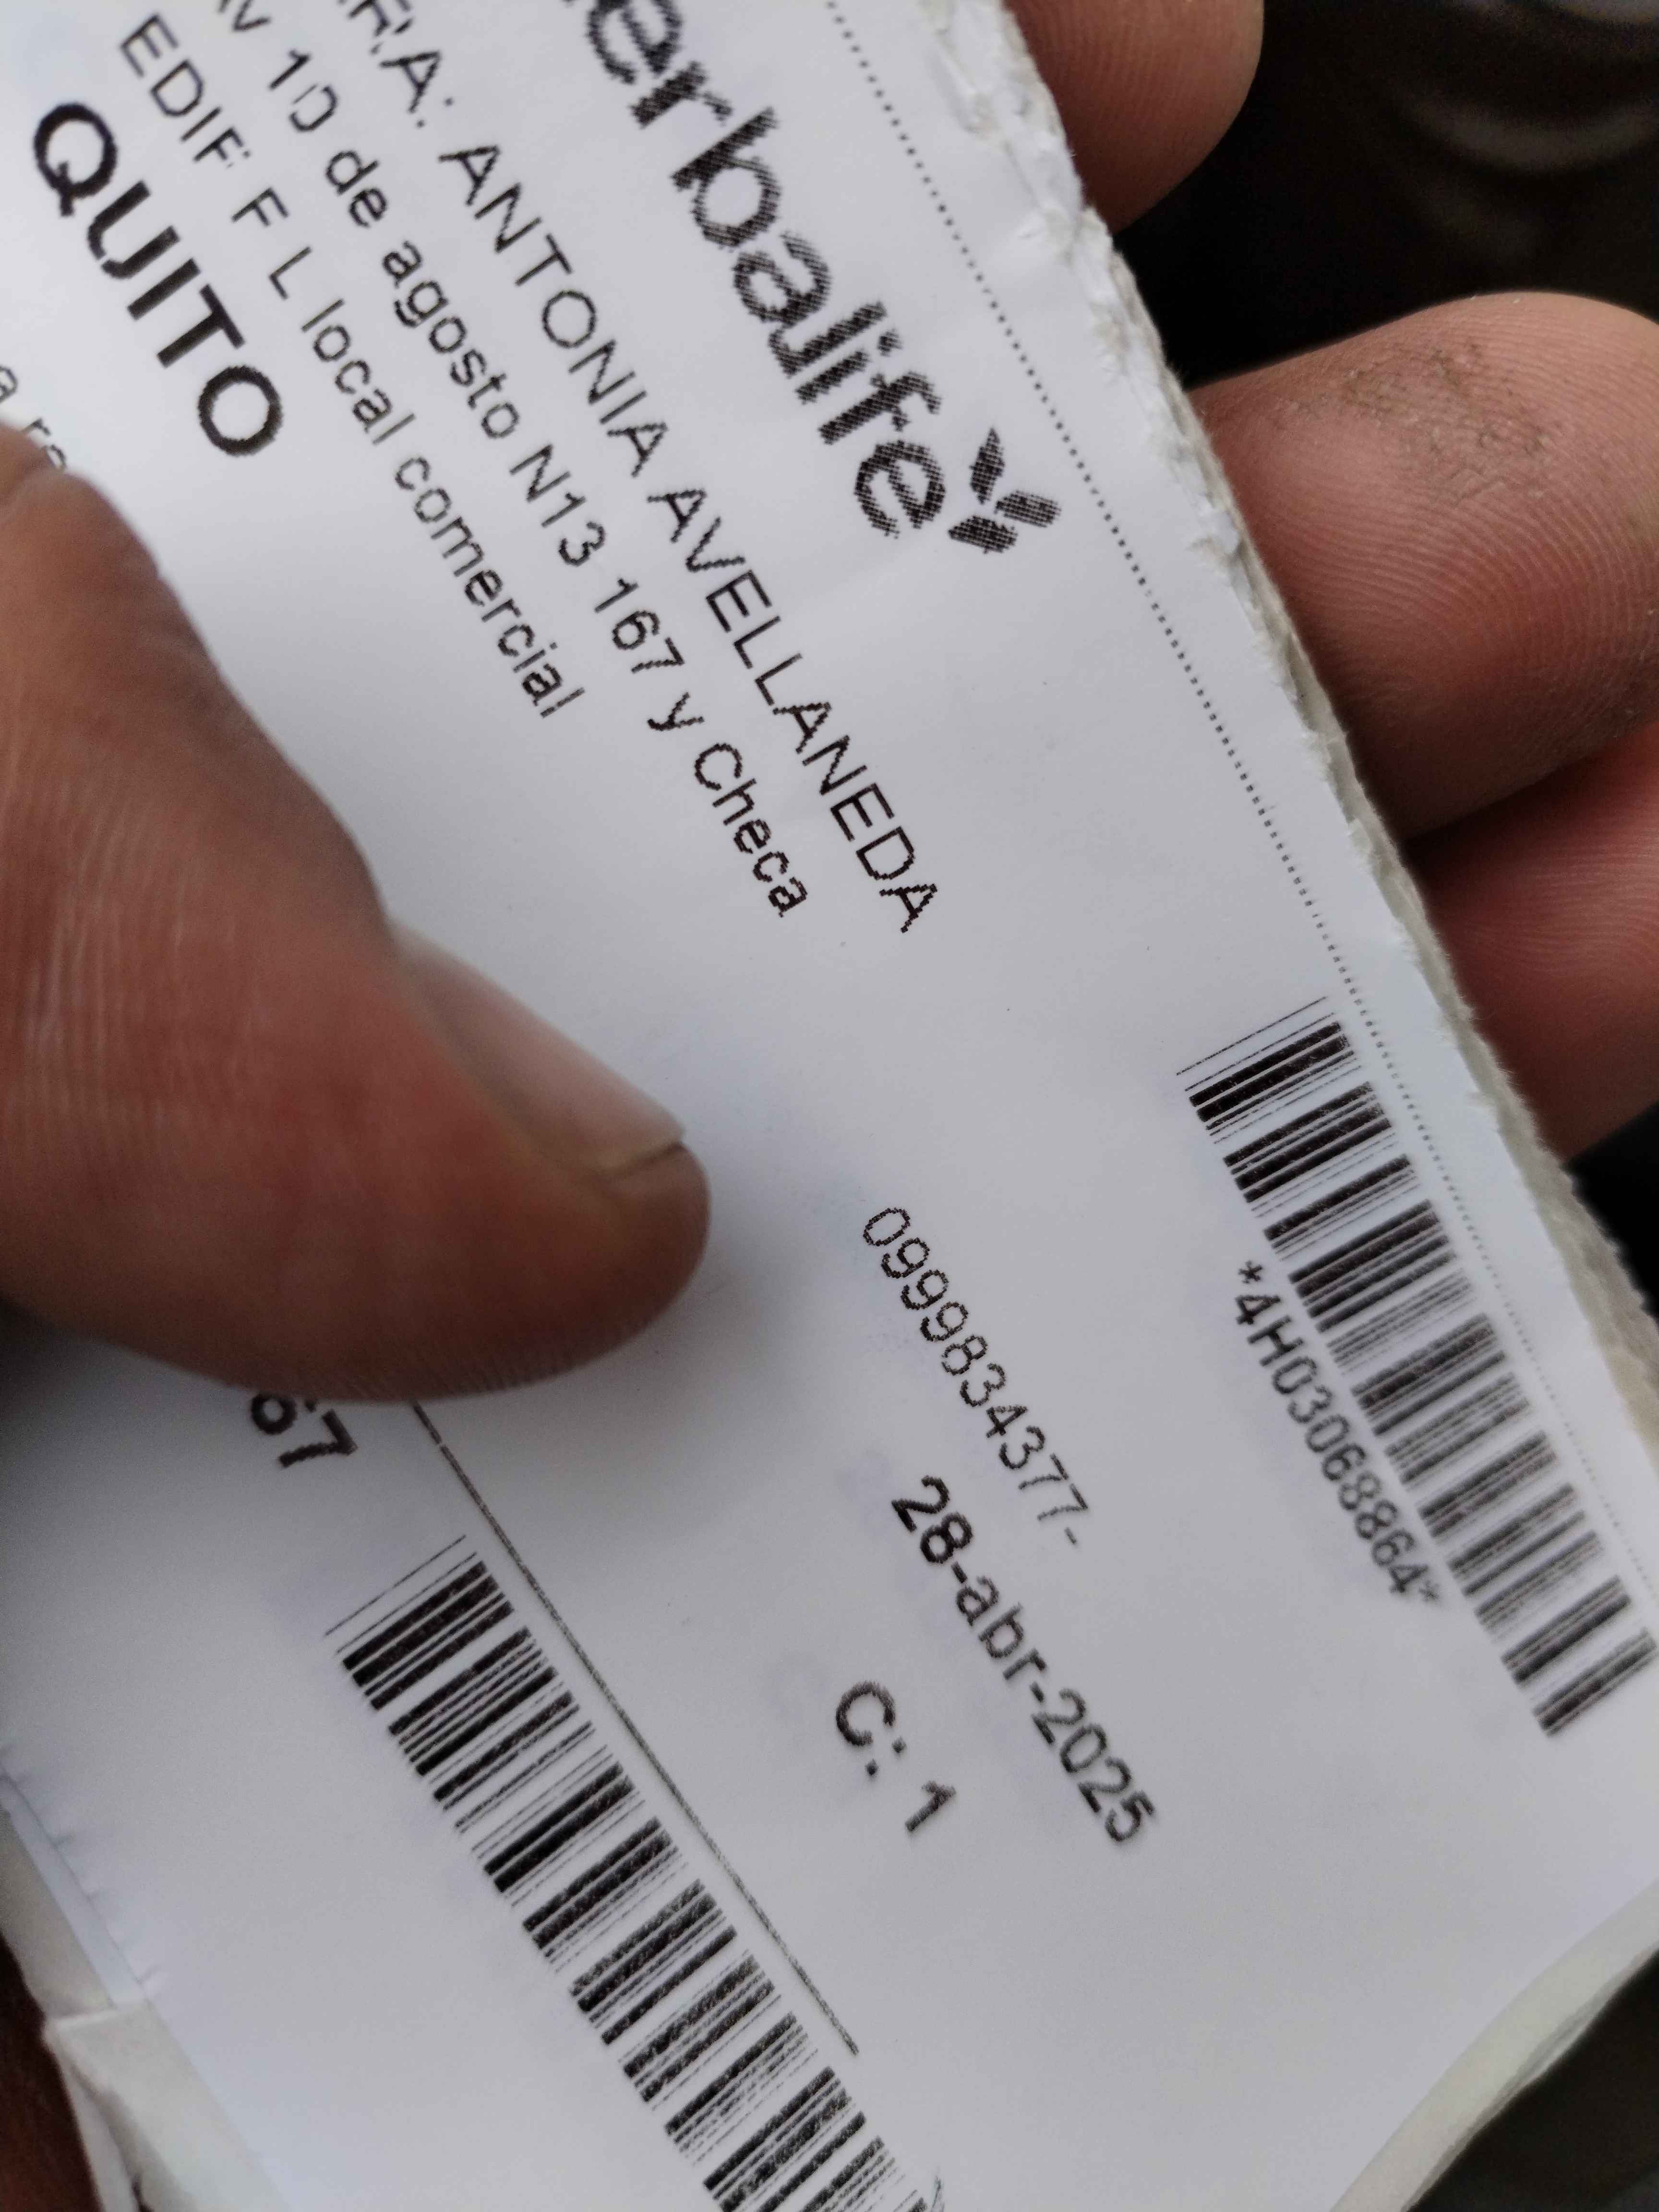 erbalife
*4H03068864*
RA: ANTONIA AVELLANEDA
0999834377-
10 de agosto N13 167 y Checa
28-abr-2025
EDIF: F L local comercial
C: 1
QUITO
67